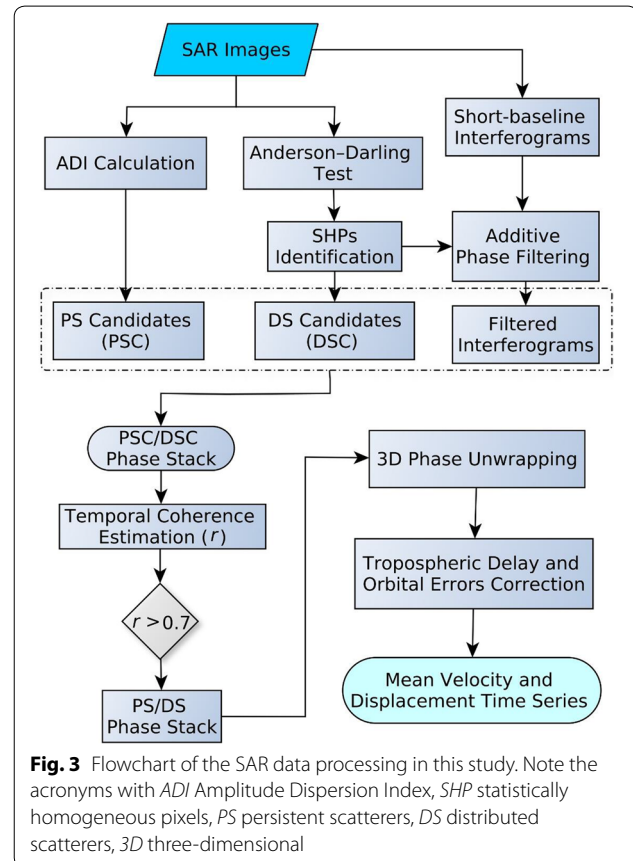 SAR Images
Short-baseline
Interferograms
ADI Calculation
Anderson–Darling
Test
SHPs
Identification
Additive
Phase Filtering
PS Candidates
(PSC)
DS Candidates
(DSC)
Filtered
Interferograms
PSC/DSC
Phase Stack
3D Phase Unwrapping
Temporal Coherence
Estimation (r)
Tropospheric Delay and
Orbital Errors Correction
r > 0.7
Mean Velocity and
Displacement Time Series
PS/DS
Phase Stack
Fig. 3 Flowchart of the SAR data processing in this study. Note the
acronyms with ADI Amplitude Dispersion Index, SHP statistically
homogeneous pixels, PS persistent scatterers, DS distributed
scatterers, 3D three-dimensional